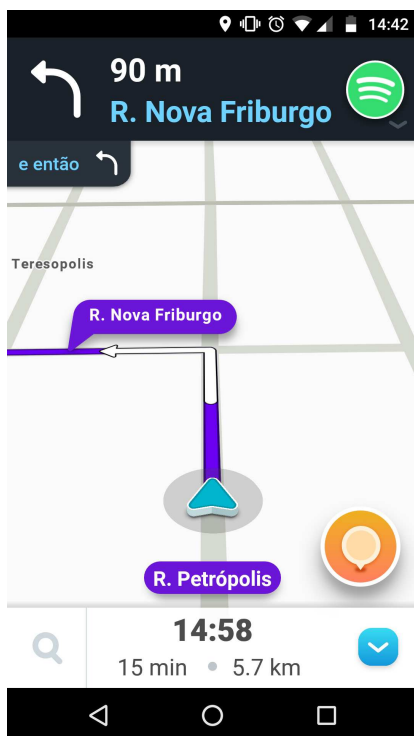 14:42
90 m
R. Nova Friburgo
e então
Teresopolis
R. Nova Friburgo
R. Petrópolis
14:58
15 min • 5.7 km